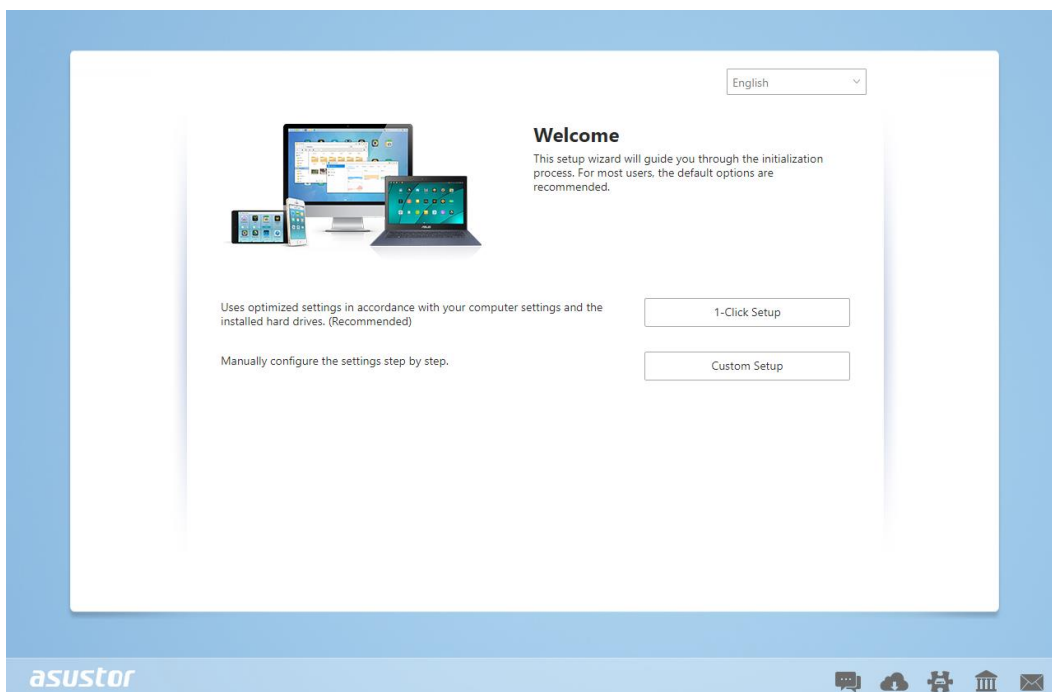 English
Welcome
This setup wizard will guide you through the initialization
process. For most users, the default options are
recommended.
Uses optimized settings in accordance with your computer settings and the
installed hard drives. (Recommended)
1-Click Setup
Manually configure the settings step by step.
Custom Setup
asustor